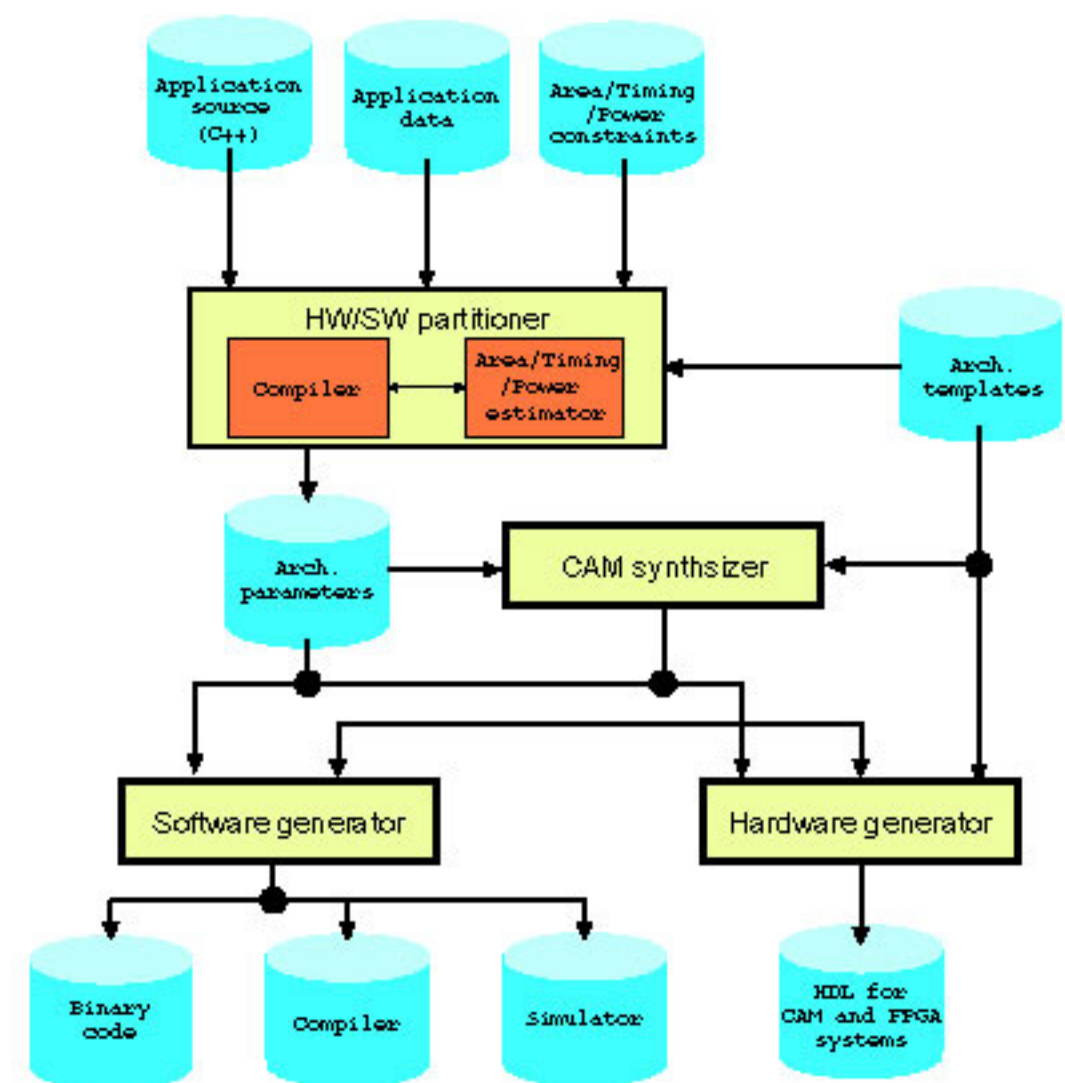 Application
source
(C++)
Application
data
Area/Timing
/Power
constraints
HW/SW partitioner
Compiler
Area/Timing
/Power
estimator
Arch.
templates
Arch.
parameters
CAM synthsizer
Software generator
Hardware generator
Binary
code
Compiler
Simulator
HDL for
CAM and FPGA
systems